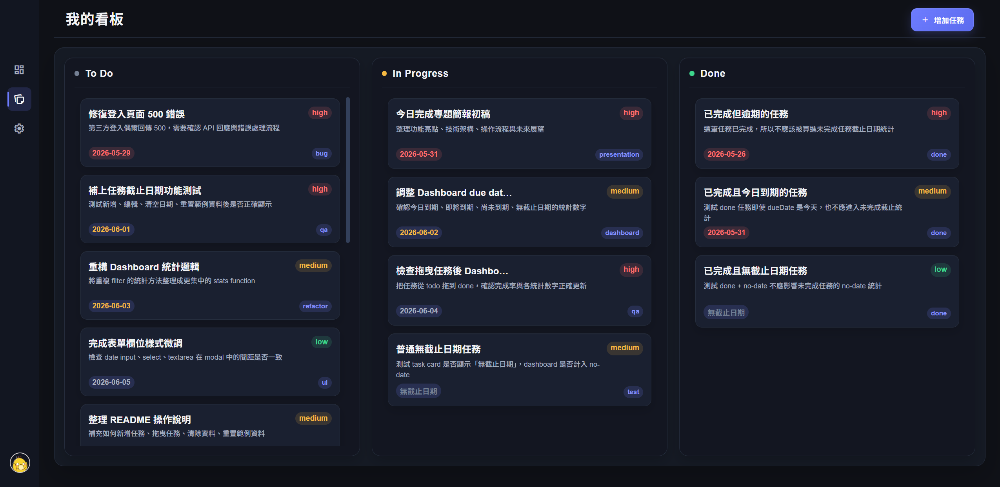 我的看板
+ 增加任務
To Do
修復登入頁面 500 錯誤
high
第三方登入偶爾回傳 500，需要確認 API 回應與錯誤處理流程
2026-05-29
bug
補上任務截止日期功能測試
high
測試新增、編輯、清空日期、重置範例資料後是否正確顯示
2026-06-01
qa
重構 Dashboard 統計邏輯
medium
將重複 filter 的統計方法整理成更集中的 stats function
2026-06-03
refactor
完成表單欄位樣式微調
low
檢查 date input、select、textarea 在 modal 中的間距是否一致
2026-06-05
ui
整理 README 操作說明
medium
補充如何新增任務、拖曳任務、清除資料、重置範例資料
In Progress
今日完成專題簡報初稿
high
整理功能亮點、技術架構、操作流程與未來展望
2026-05-31
presentation
調整 Dashboard due dat…
medium
確認今日到期、即將到期、尚未到期、無截止日期的統計數字
2026-06-02
dashboard
檢查拖曳任務後 Dashbo…
high
把任務從 todo 拖到 done，確認完成率與各統計數字正確更新
2026-06-04
qa
普通無截止日期任務
medium
測試 task card 是否顯示「無截止日期」，dashboard 是否計入 no-
date
無截止日期
test
Done
已完成但逾期的任務
high
這筆任務已完成，所以不應該被算進未完成任務截止日期統計
2026-05-26
done
已完成且今日到期的任務
medium
測試 done 任務即使 dueDate 是今天，也不應進入未完成截止統
計
2026-05-31
done
已完成且無截止日期任務
low
測試 done + no-date 不應影響未完成任務的 no-date 統計
無截止日期
done